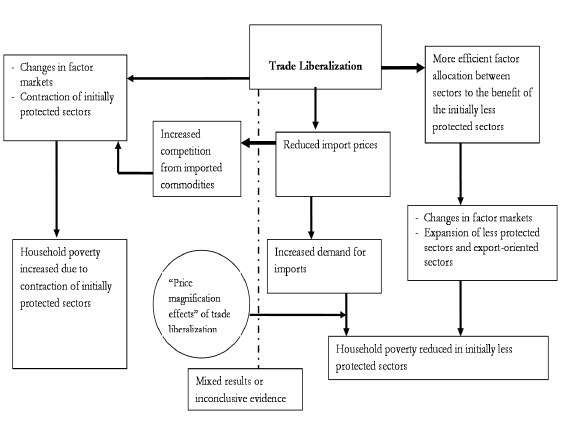 Trade Liberalization
- Changes in factor
markets
- Contraction of initially
protected sectors
More efficient factor
allocation between
sectors to the benefit of
the initially less
protected sectors
Increased
competition
from imported
commodities
Reduced import prices
- Changes in factor markets
- Expansion of less protected
sectors and export-oriented
sectors
Household poverty
increased due to
contraction of initially
protected sectors
Increased demand for
imports
“Price
magnification
effects” of trade
liberalization
Household poverty reduced in initially less
protected sectors
Mixed results or
inconclusive evidence